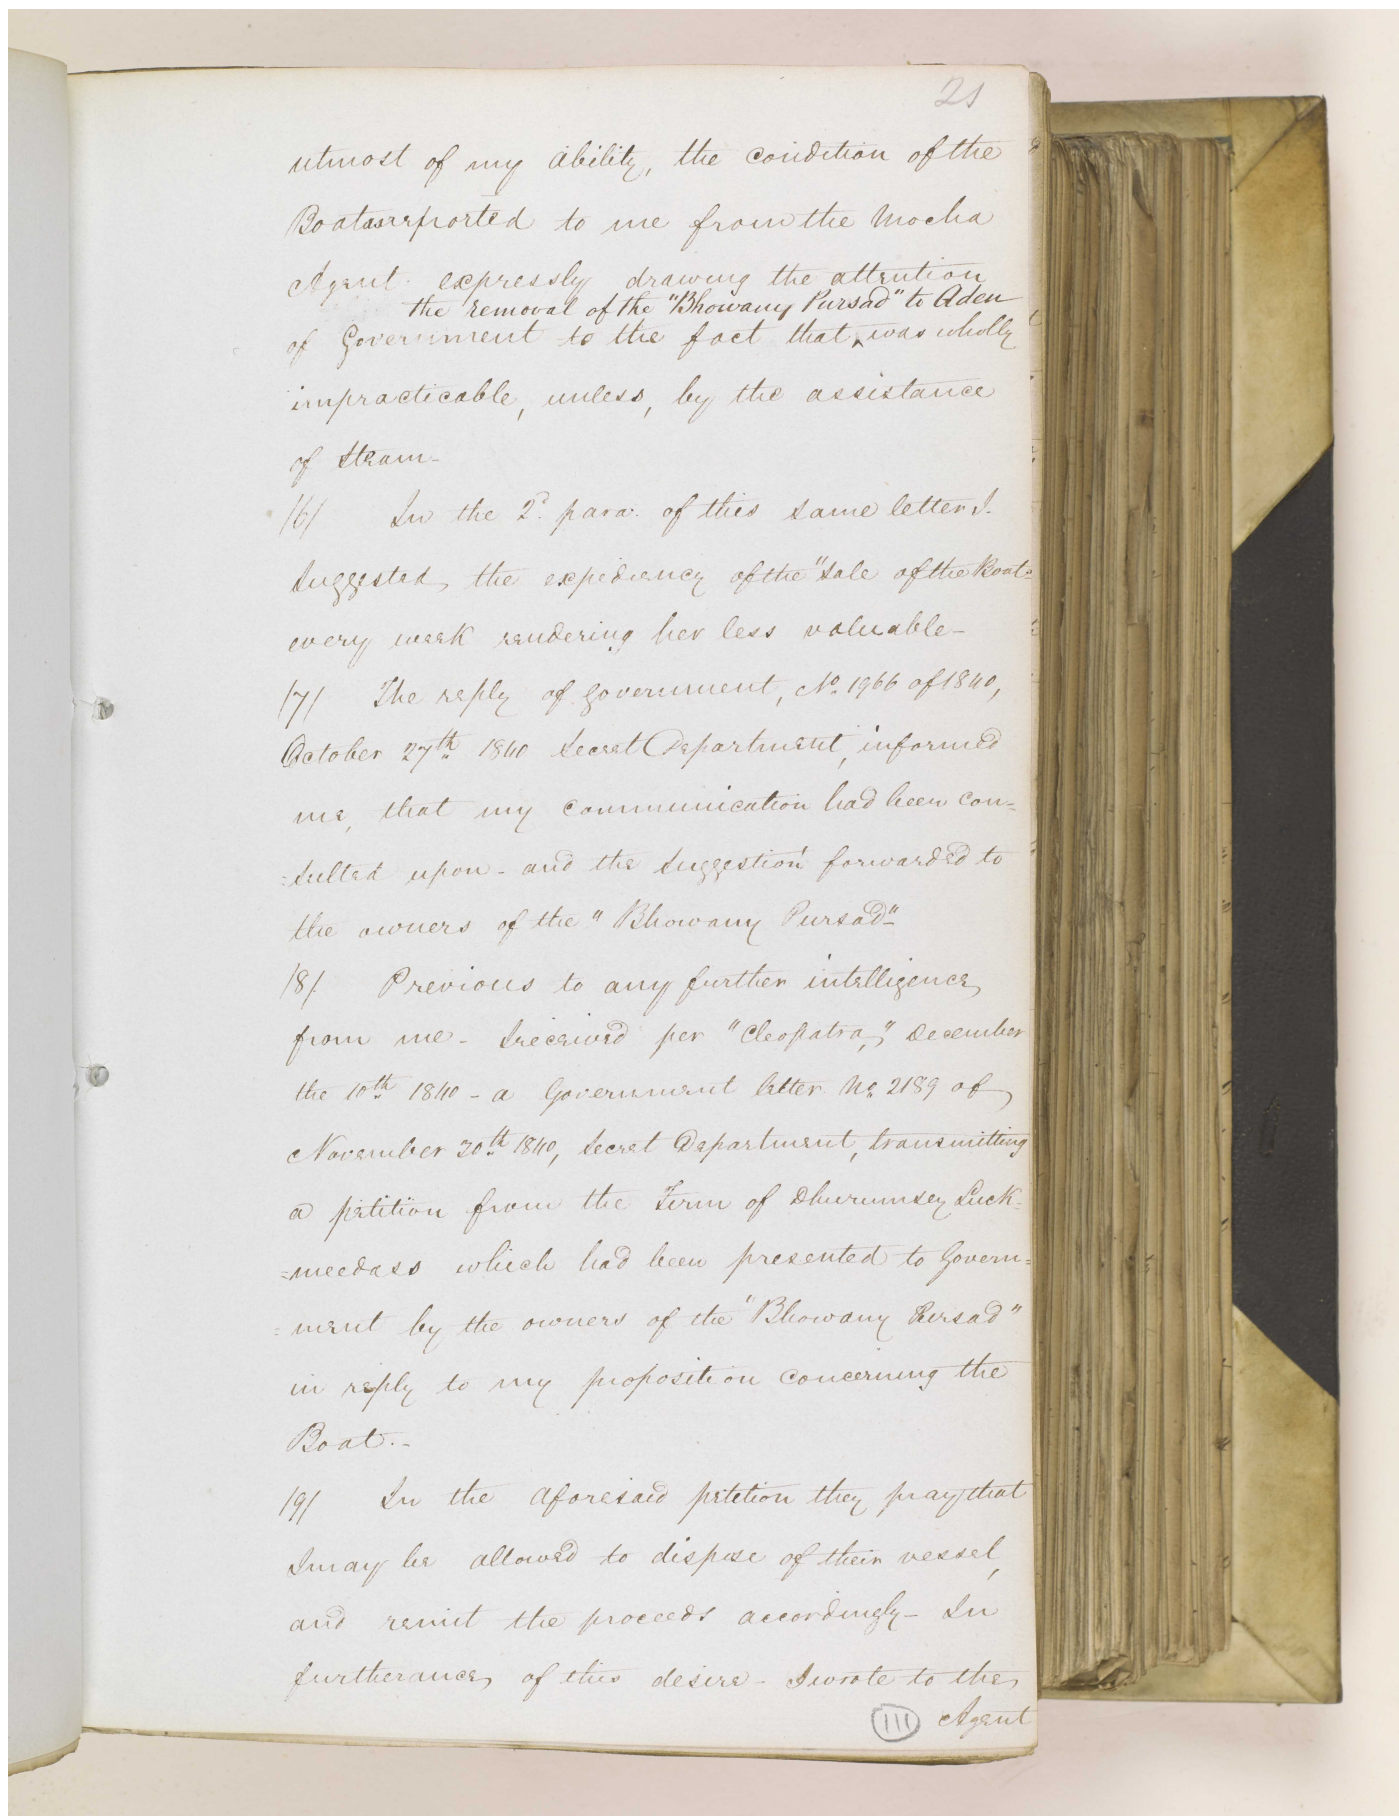 21
utmost of my ability, the condition of the
Boat as reported to me from the Mocha
Agent. expressly drawing the attention
the removal of the "Bhowany Pursad" to Aden
of Government to the fact that ‸ was wholly
impracticable, unless, by the assistance
of Steam_
/6/ In the 2d. para. of this same letter I.
Suggested, the expediency of the "Sale of the Boat"
every week rendering her less valuable_
/7/ The reply of Government, No. 1966 of 1840,
October 27th 1840 Secret Department, informed
me, that my communication had been con=
=sulted upon - and the Suggestion forwarded to
the owners of the "Bhowany Pursad"
/8/ Previous to any further intelligence,
from me - I received per "Cleopatra," December
the 10th 1840 - a Government letter No. 2189 of
November 30th 1840, Secret Department, transmitting
a petition from the Firm of Dhurumsey Luck=
=meedass which had been presented to Govern=
=ment by the owners of the "Bhowany Pursad"
in reply to my proposition concerning the
Boat._
/9/ In the aforesaid petition they pray that
I may be allowed to dispose of their vessel,
and remit the proceeds accordingly_ In
furtherance, of this desire - I wrote to the,
111 Agent